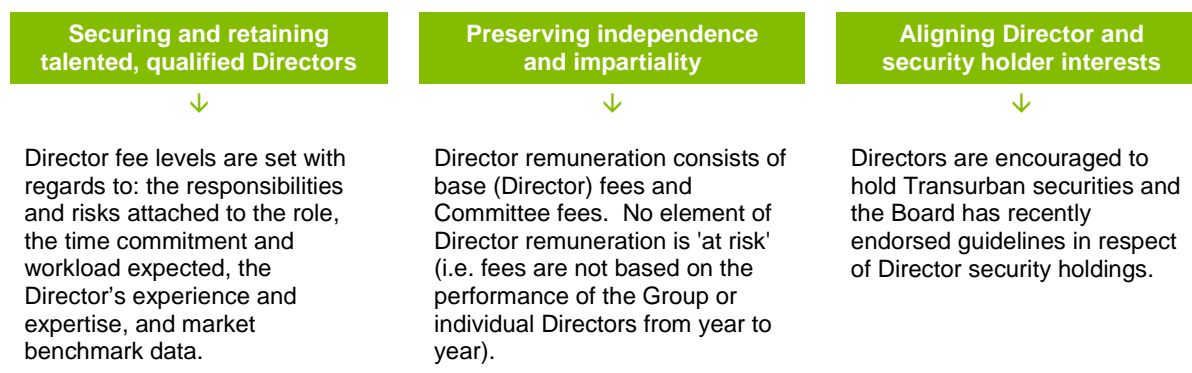 Securing and retaining
talented, qualified Directors
Director fee levels are set with
regards to: the responsibilities
and risks attached to the role,
the time commitment and
workload expected, the
Director’s experience and
expertise, and market
benchmark data.
Preserving independence
and impartiality
Director remuneration consists of
base (Director) fees and
Committee fees.  No element of
Director remuneration is 'at risk'
(i.e. fees are not based on the
performance of the Group or
individual Directors from year to
year).
Aligning Director and
security holder interests
Directors are encouraged to
hold Transurban securities and
the Board has recently
endorsed guidelines in respect
of Director security holdings.